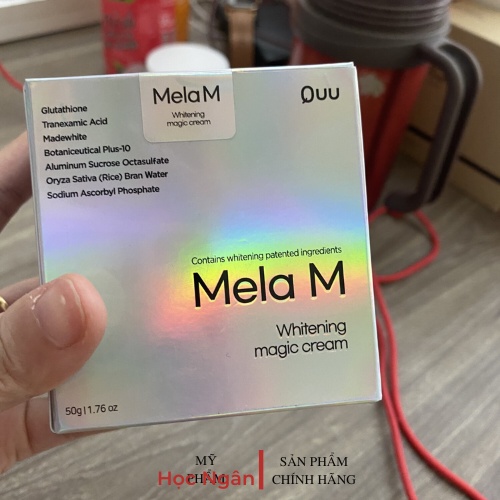 Glutathione
Tranexamic Acid
Madewhite
Botaniceutical Plus-10
Aluminum Sucrose Octasulfate
Oryza Sativa (Rice) Bran Water
Sodium Ascorbyl Phosphate
Mela M
Whitening
magic cream
Quu
Contains whitening patented ingredients
Mela M
Whitening
magic cream
50g | 1.76 oz
MỸ
PHẨM
Học Ngân
SẢN PHẨM
CHÍNH HÃNG